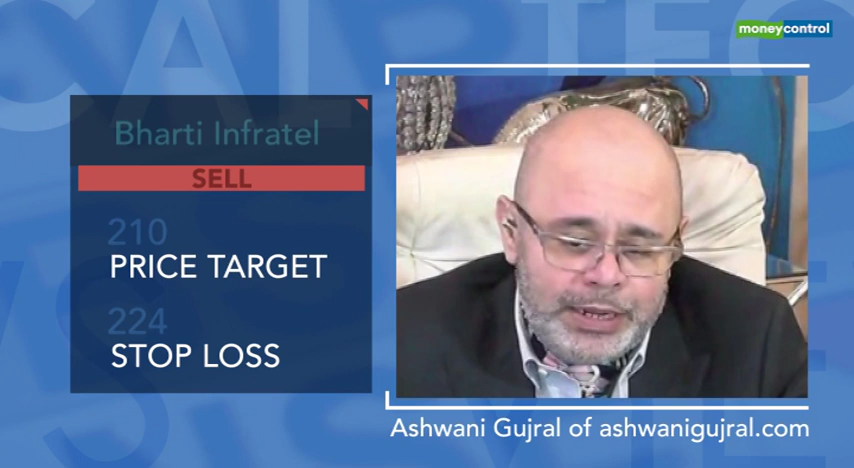 moneycontrol
Bharti Infratel
SELL
210
PRICE TARGET
224
STOP LOSS
Ashwani Gujral of ashwanigujral.com